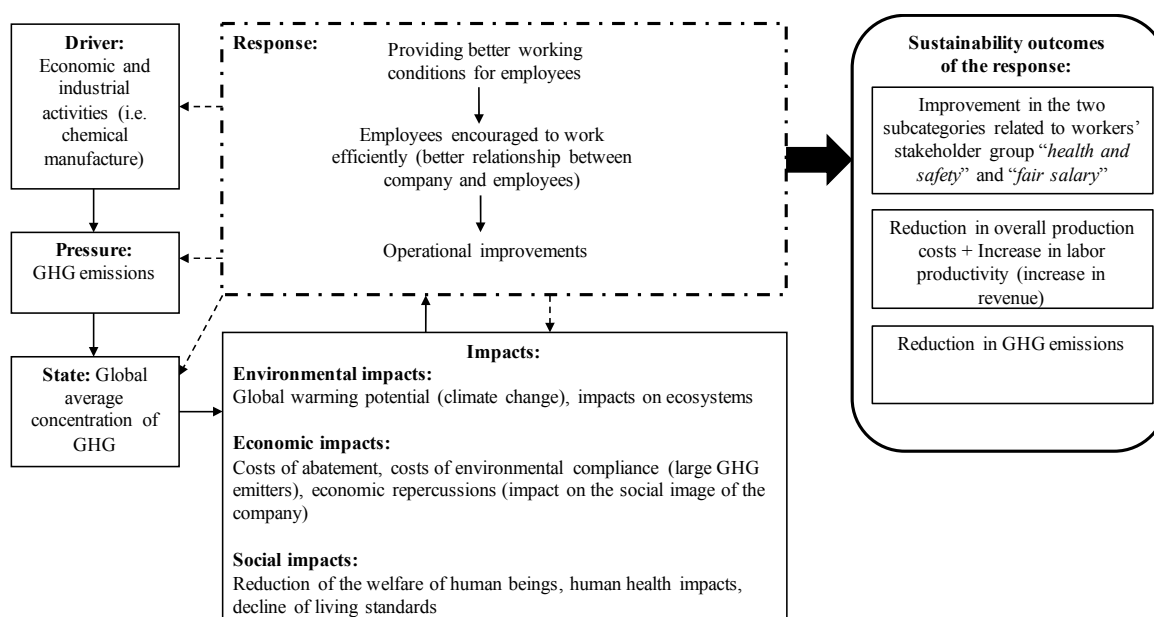 Driver:
Economic and
industrial
activities (i.e.
chemical
manufacture)
Pressure:
GHG emissions
State: Global
average
concentration of
GHG
Response:
Providing better working
conditions for employees
Employees encouraged to work
efficiently (better relationship between
company and employees)
Operational improvements
Impacts:
Environmental impacts:
Global warming potential (climate change), impacts on ecosystems
Economic impacts:
Costs of abatement, costs of environmental compliance (large GHG
emitters), economic repercussions (impact on the social image of the
company)
Social impacts:
Reduction of the welfare of human beings, human health impacts,
decline of living standards
Sustainability outcomes
of the response:
Improvement in the two
subcategories related to workers’
stakeholder group “health and
safety” and “fair salary”
Reduction in overall production
costs + Increase in labor
productivity (increase in
revenue)
Reduction in GHG emissions